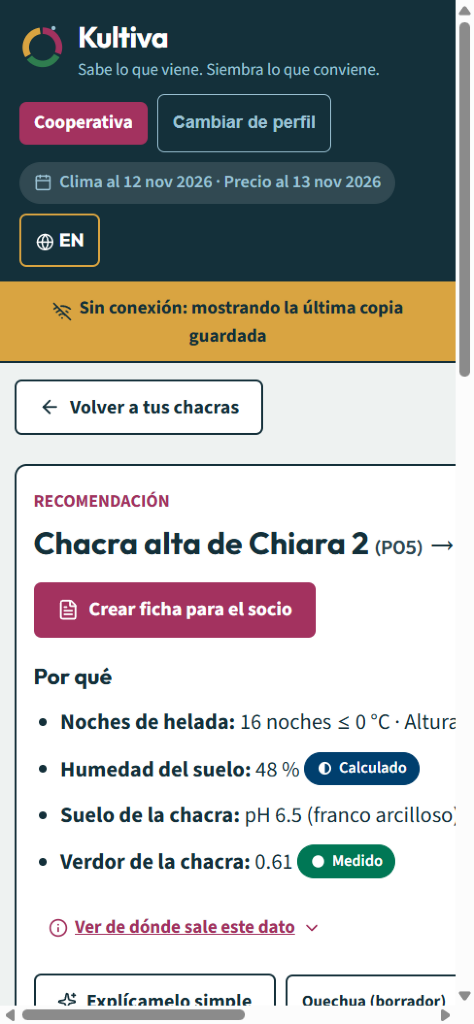 Kultiva
Sabe lo que viene. Siembra lo que conviene.
Cooperativa
Cambiar de perfil
Clima al 12 nov 2026 · Precio al 13 nov 2026
EN
Sin conexión: mostrando la última copia
guardada
← Volver a tus chacras
RECOMENDACIÓN
Chacra alta de Chiara 2 (PO5) →
Crear ficha para el socio
Por qué
• Noches de helada: 16 noches ≤ 0 °C · Altura
• Humedad del suelo: 48 % Calculado
• Suelo de la chacra: pH 6.5 (franco arcilloso)
• Verdor de la chacra: 0.61 Medido
Ver de dónde sale este dato
Explícamelo simple
Quechua (borrador)